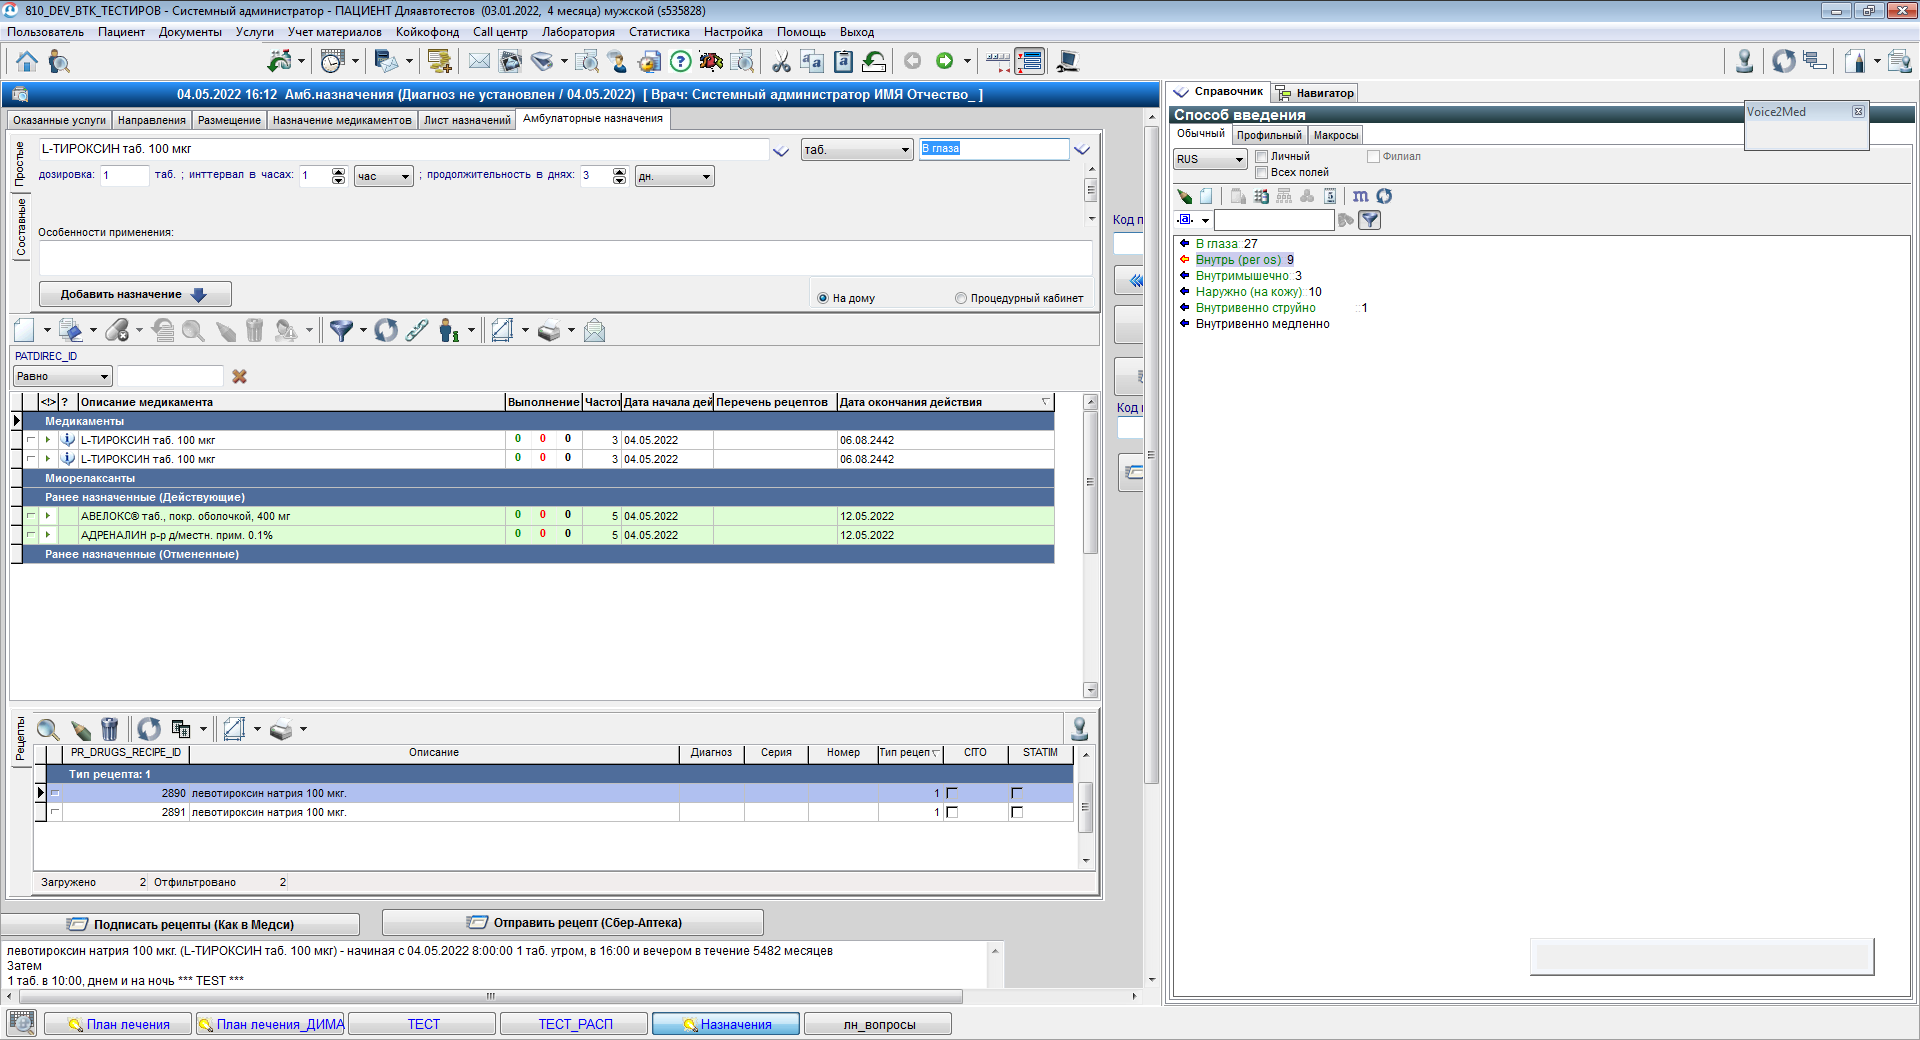 810_DEV_BTK_ТЕСТИРОВ - Системный администратор - ПАЦИЕНТ Дляавтотестов (03.01.2022, 4 месяца) мужской (s535828)
Пользователь Пациент Документы Услуги Учет материалов Койкофонд Call центр Лаборатория Статистика Настройка Помощь Выход
04.05.2022 16:12 Амб.назначения (Диагноз не установлен / 04.05.2022) [ Врач: Системный администратор ИМЯ Отчество_ ]
Оказанные услуги Направления Размещение Назначение медикаментов Лист назначений Амбулаторные назначения
Простые
Составные
L-ТИРОКСИН таб. 100 мкг таб. В глаза
дозировка: 1 таб. ; инттервал в часах: 1 час ; продолжительность в днях: 3 дн.
Особенности применения:
Добавить назначение На дому Процедурный кабинет
Код п
PATDIREC_ID
Равно
Код н
<!> ? Описание медикамента Выполнение Частот Дата начала дей Перечень рецептов Дата окончания действия
Медикаменты
L-ТИРОКСИН таб. 100 мкг 0 0 0 3 04.05.2022 06.08.2442
L-ТИРОКСИН таб. 100 мкг 0 0 0 3 04.05.2022 06.08.2442
Миорелаксанты
Ранее назначенные (Действующие)
АВЕЛОКС® таб., покр. оболочкой, 400 мг 0 0 0 5 04.05.2022 12.05.2022
АДРЕНАЛИН р-р д/местн. прим. 0.1% 0 0 0 5 04.05.2022 12.05.2022
Ранее назначенные (Отмененные)
Рецепты
PR_DRUGS_RECIPE_ID Описание Диагноз Серия Номер Тип рецеп CITO STATIM
Тип рецепта: 1
2890 левотироксин натрия 100 мкг. 1
2891 левотироксин натрия 100 мкг. 1
Загружено 2 Отфильтровано 2
Подписать рецепты (Как в Медси) Отправить рецепт (Сбер-Аптека)
левотироксин натрия 100 мкг. (L-ТИРОКСИН таб. 100 мкг) - начиная с 04.05.2022 8:00:00 1 таб. утром, в 16:00 и вечером в течение 5482 месяцев
Затем
1 таб. в 10:00, днем и на ночь *** TEST ***
План лечения План лечения_ДИМА ТЕСТ ТЕСТ_РАСП Назначения лн_вопросы
Справочник Навигатор
Способ введения
Voice2Med
Обычный Профильный Макросы
RUS Личный Филиал
Всех полей
m
.a.
В глаза::27
Внутрь (per os)::9
Внутримышечно::3
Наружно (на кожу)::10
Внутривенно струйно ::1
Внутривенно медленно